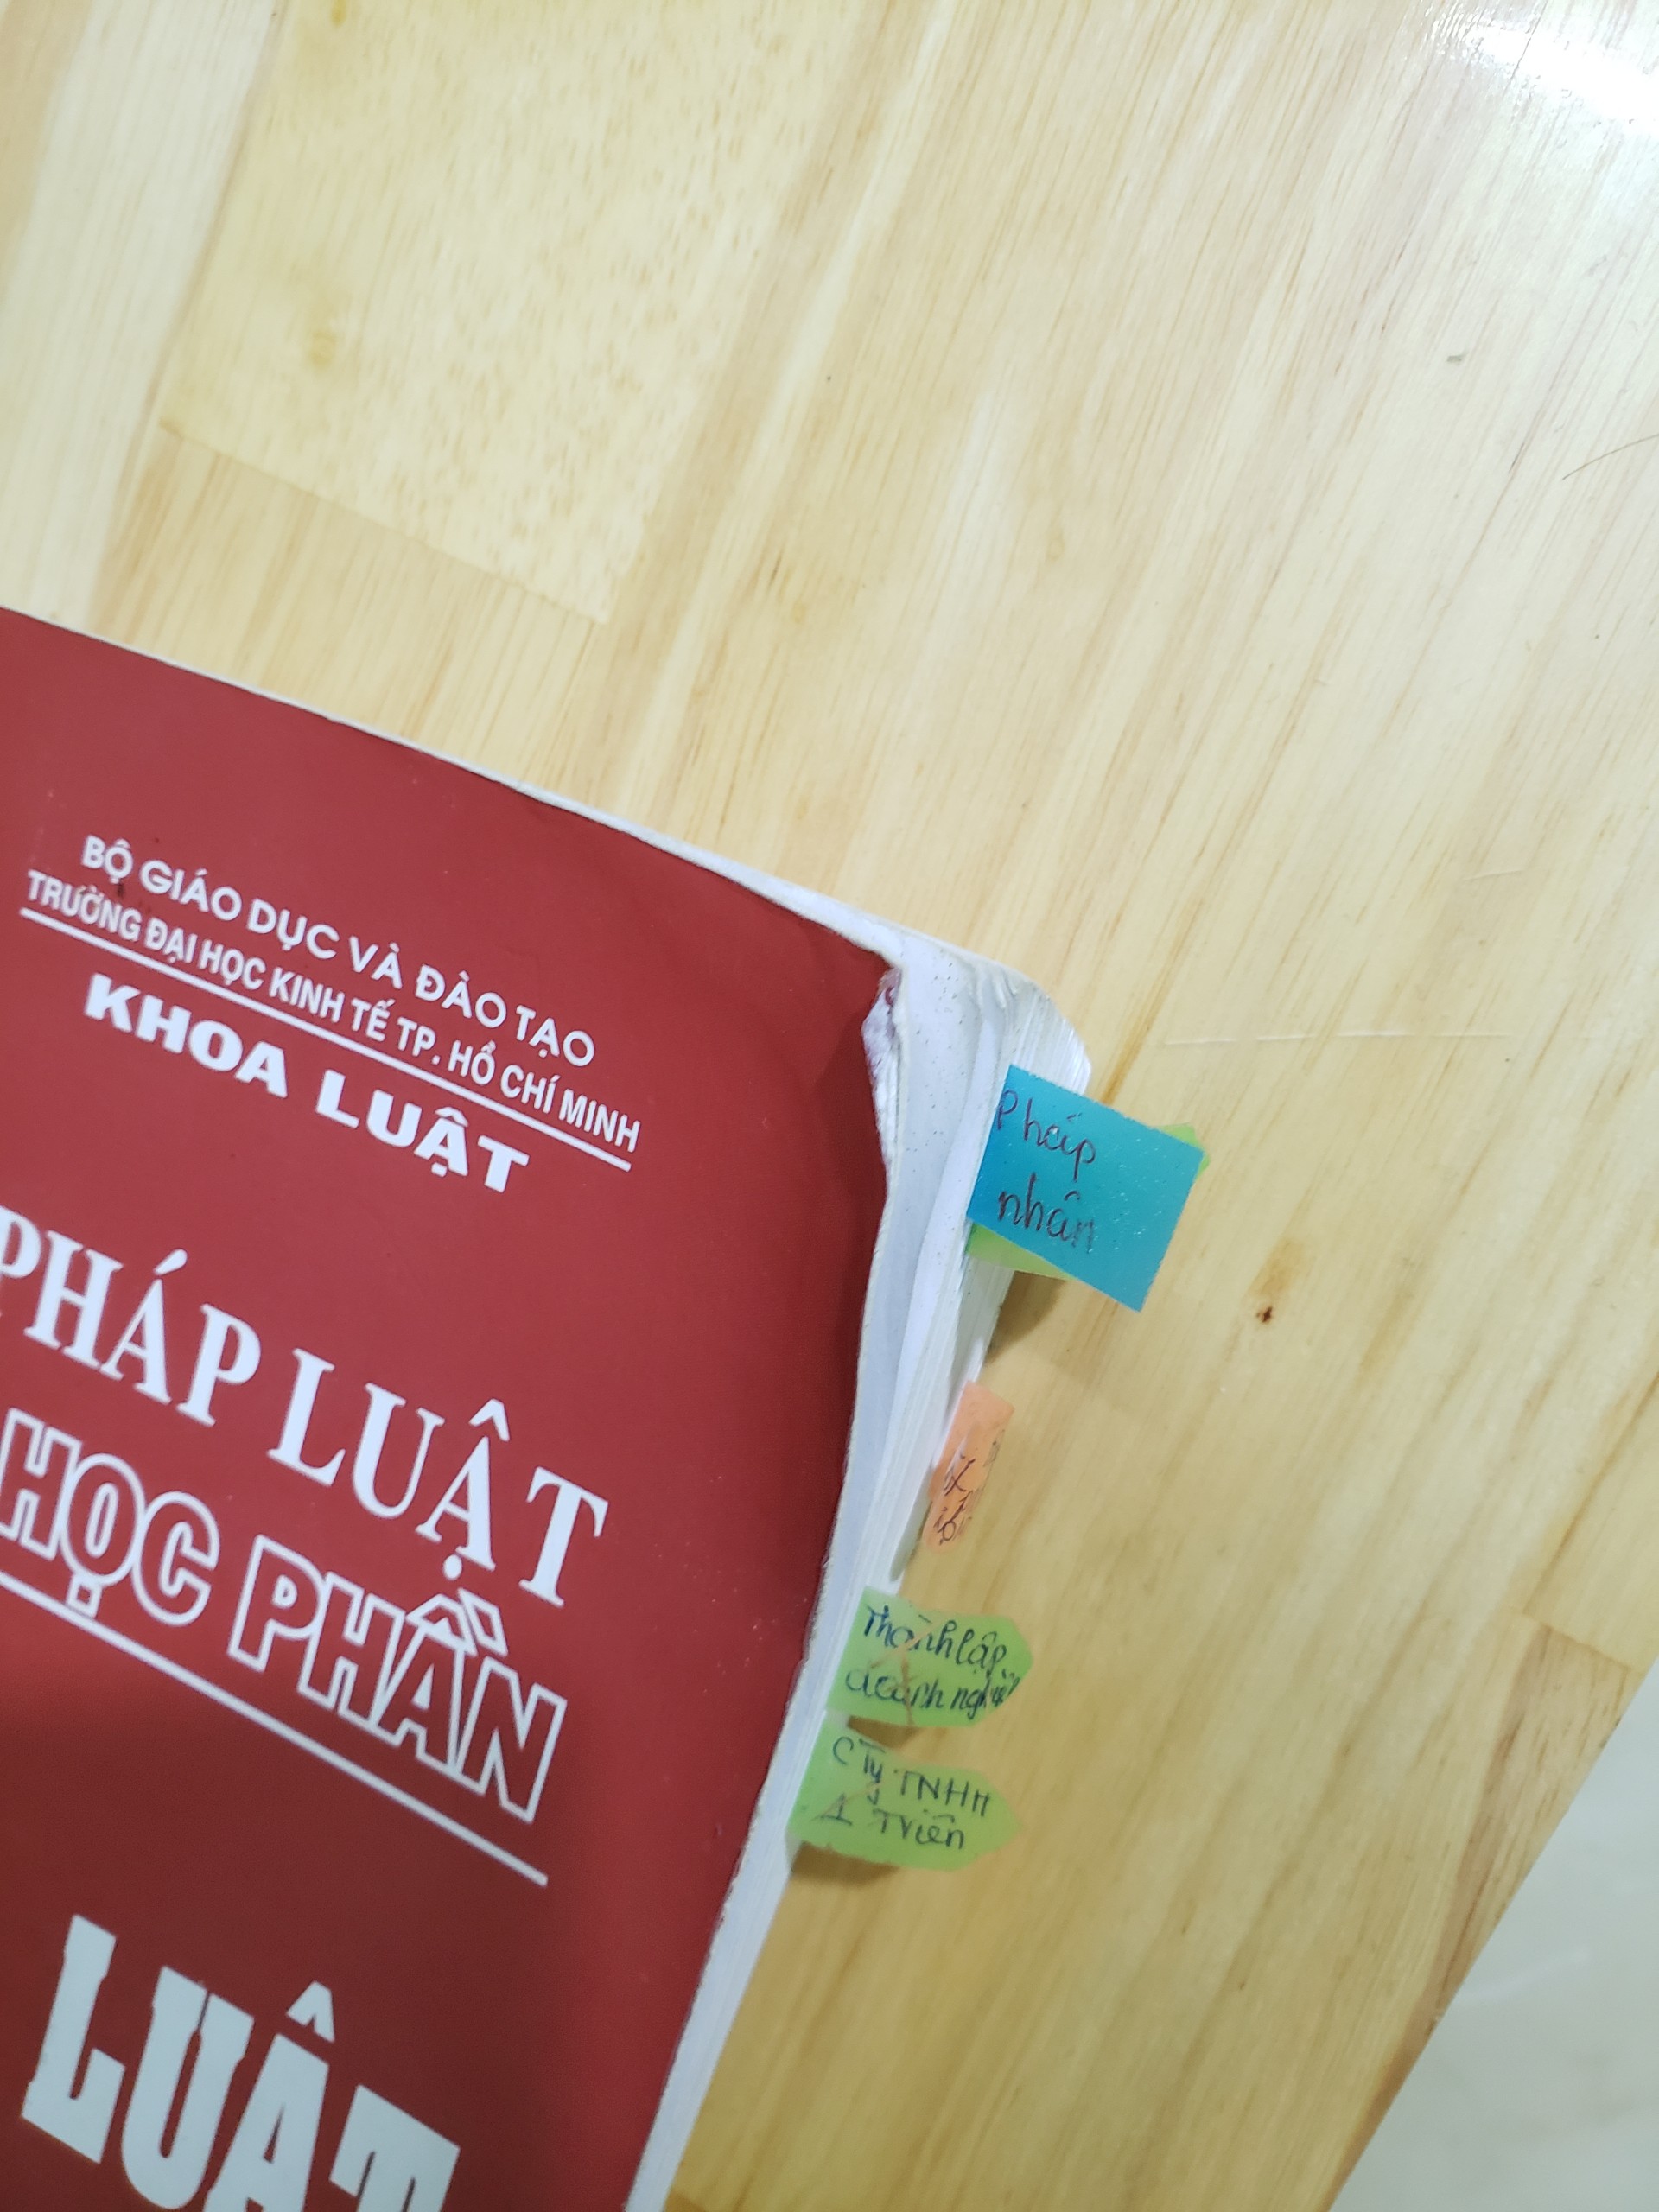 BỘ GIÁO DỤC VÀ ĐÀO TẠO
TRƯỜNG ĐẠI HỌC KINH TẾ TP. HỒ CHÍ MINH
KHOA LUẬT
PHÁP LUẬT
HỌC PHẦN
LUẬT
Pháp
nhân
Thành lập
doanh nghiệp
CTy TNHH
1 TViên